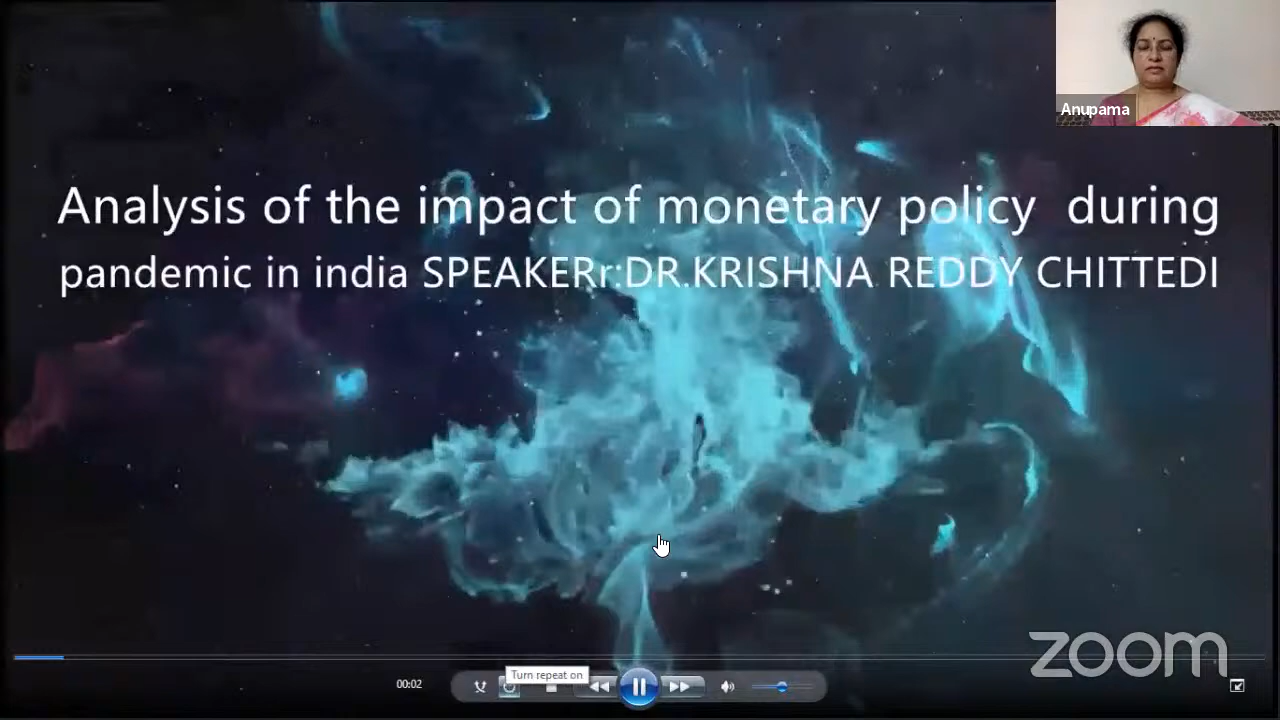 Anupama
Analysis of the impact of monetary policy during
pandemic in india SPEAKERr:DR.KRISHNA REDDY CHITTEDI
zoom
00:02
Turn repeat on